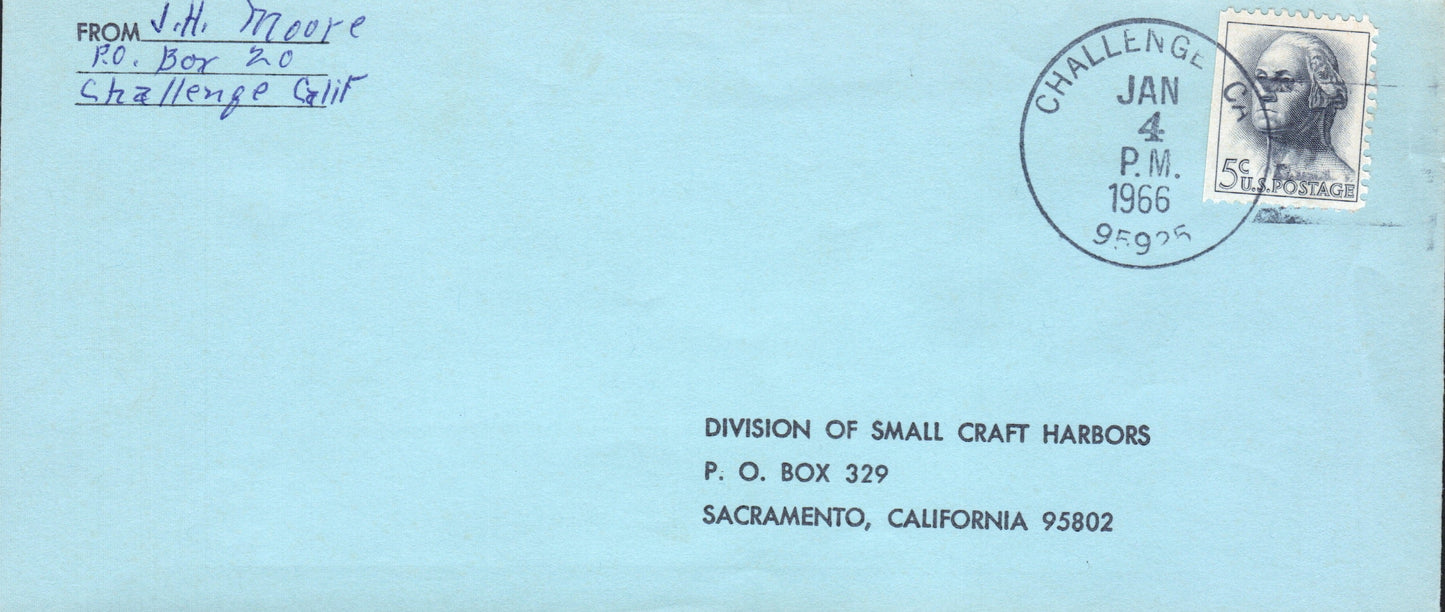 FROM J.H. Moore
P.O. Box 20
Challenge Calif
CHALLENGE CA
JAN
4
P.M.
1966
95925
5c U.S. POSTAGE
DIVISION OF SMALL CRAFT HARBORS
P. O. BOX 329
SACRAMENTO, CALIFORNIA 95802